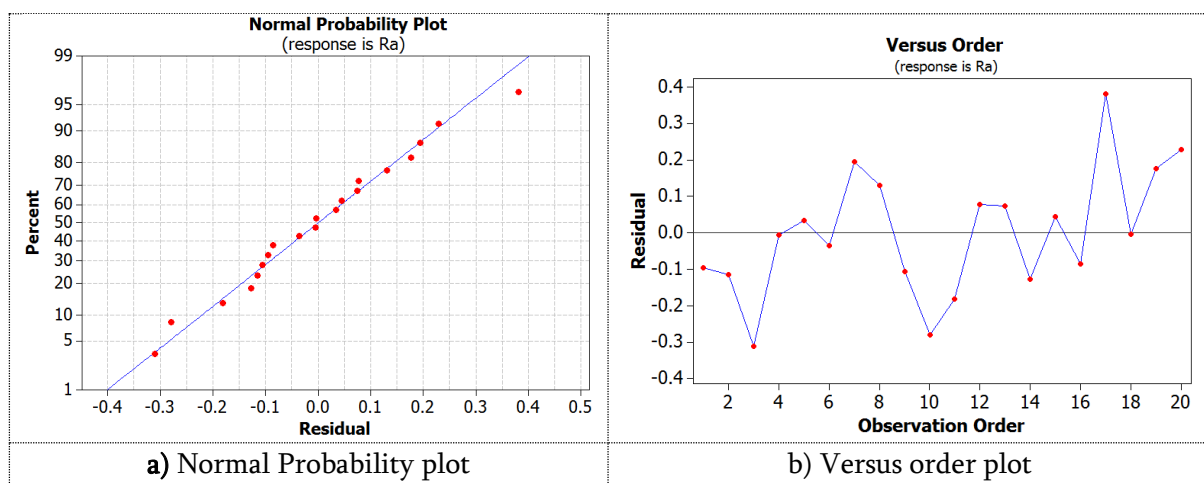 Normal Probability Plot
(response is Ra)
99
95
90
80
70
60
50
40
30
20
10
5
1
Percent
-0.4 -0.3 -0.2 -0.1 0.0 0.1 0.2 0.3 0.4 0.5
Residual
a) Normal Probability plot
Versus Order
(response is Ra)
0.4
0.3
0.2
0.1
0.0
-0.1
-0.2
-0.3
-0.4
Residual
2 4 6 8 10 12 14 16 18 20
Observation Order
b) Versus order plot